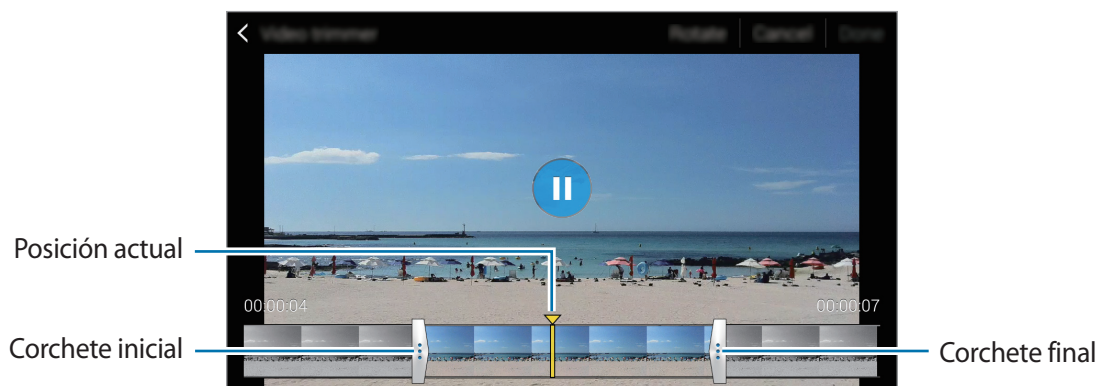 Video trimmer
Rotate
Cancel
Done
Posición actual
00:00:04
00:00:07
Corchete inicial
Corchete final